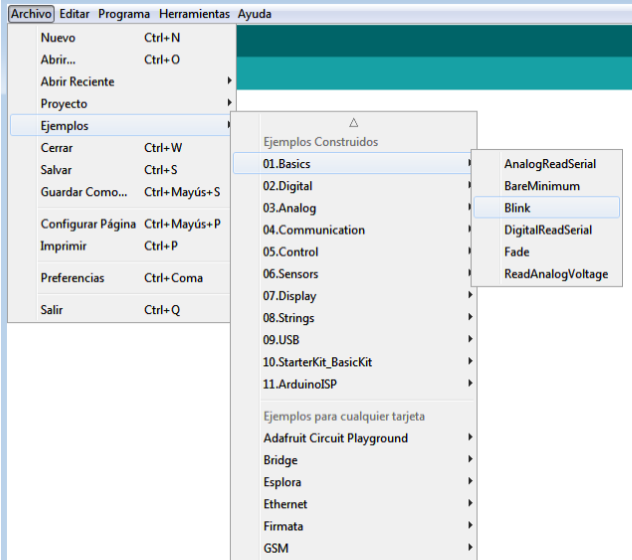 Archivo Editar Programa Herramientas Ayuda
Nuevo Ctrl+N
Abrir... Ctrl+O
Abrir Reciente
Proyecto
Ejemplos
Cerrar Ctrl+W
Salvar Ctrl+S
Guardar Como... Ctrl+Mayús+S
Configurar Página Ctrl+Mayús+P
Imprimir Ctrl+P
Preferencias Ctrl+Coma
Salir Ctrl+Q
Ejemplos Construidos
01.Basics
02.Digital
03.Analog
04.Communication
05.Control
06.Sensors
07.Display
08.Strings
09.USB
10.StarterKit_BasicKit
11.ArduinoISP
Ejemplos para cualquier tarjeta
Adafruit Circuit Playground
Bridge
Esplora
Ethernet
Firmata
GSM
AnalogReadSerial
BareMinimum
Blink
DigitalReadSerial
Fade
ReadAnalogVoltage